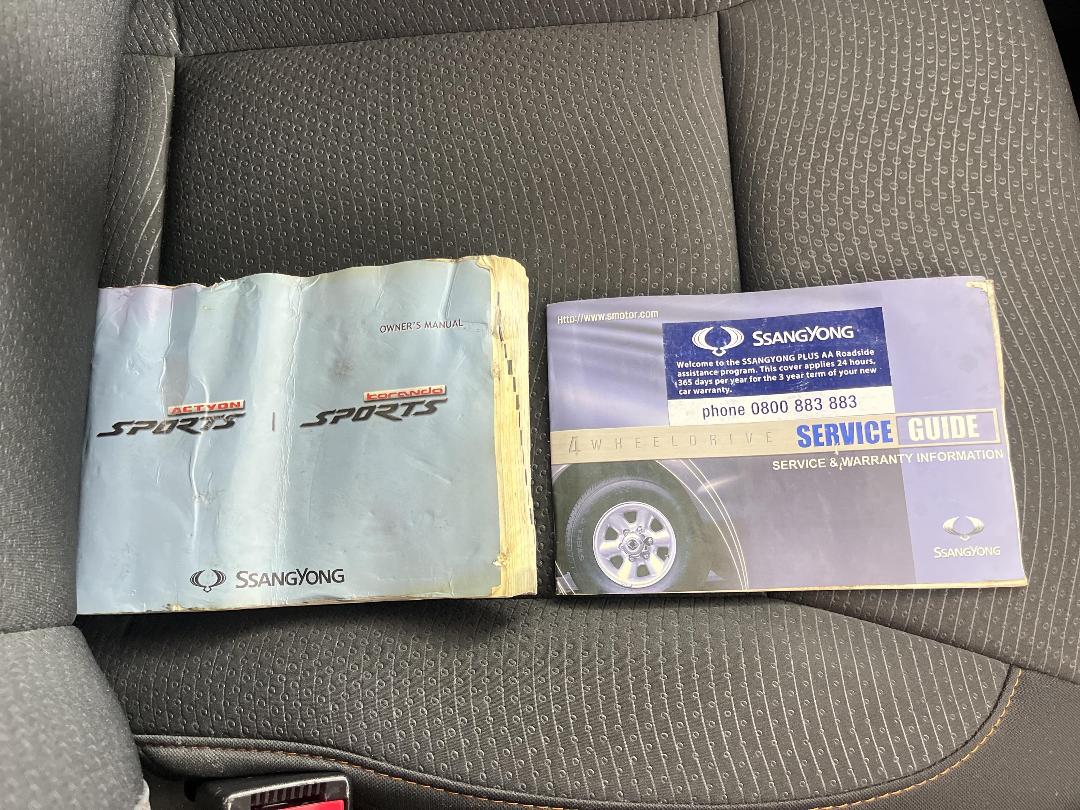 OWNER'S MANUAL
ACTYON
SPORTS
korando
SPORTS
SSANGYONG
Http://www.smotor.com
SSANGYONG
Welcome to the SSANGYONG PLUS AA Roadside
assistance program. This cover applies 24 hours,
365 days per year for the 3 year term of your new
car warranty.
phone 0800 883 883
4WHEELDRIVE SERVICE GUIDE
SERVICE & WARRANTY INFORMATION
SSANGYONG